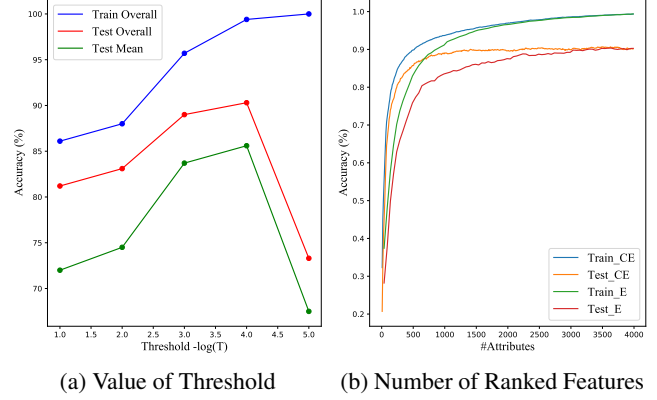 Train Overall
Test Overall
Test Mean
Accuracy (%)
100
95
90
85
80
75
70
1.0 1.5 2.0 2.5 3.0 3.5 4.0 4.5 5.0
Threshold -log(T)
(a) Value of Threshold
Accuracy (%)
1.0
0.9
0.8
0.7
0.6
0.5
0.4
0.3
0.2
Train_CE
Test_CE
Train_E
Test_E
0 500 1000 1500 2000 2500 3000 3500 4000
#Attributes
(b) Number of Ranked Features